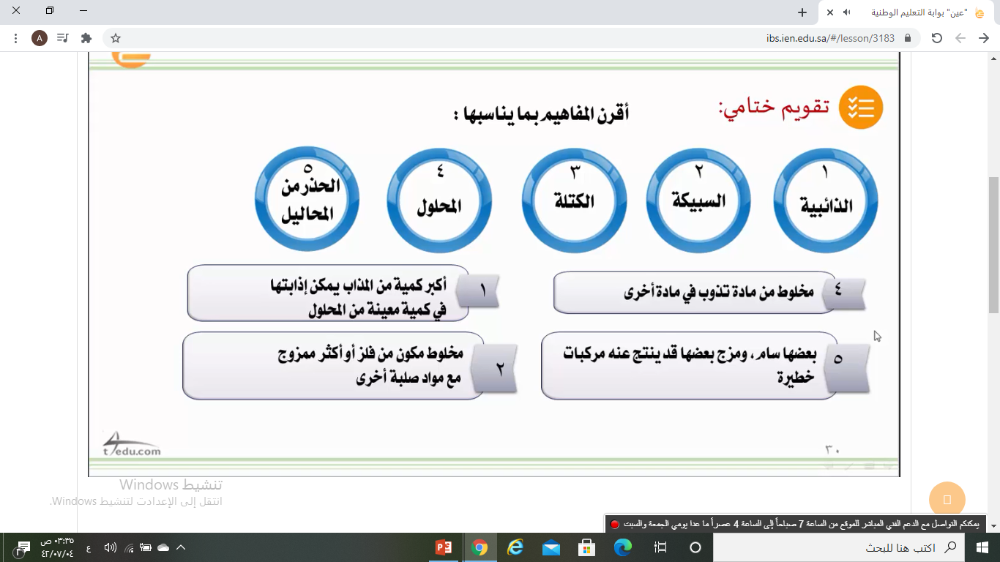 "عين" بوابة التعليم الوطنية
ibs.ien.edu.sa/#/lesson/3183
A
تقويم ختامي:
أقرن المفاهيم بما يناسبها :
١
الذائبية
٢
السبيكة
٣
الكتلة
٤
المحلول
٥
الحذر من
المحاليل
٤
مخلوط من مادة تذوب في مادة أخرى
١
أكبر كمية من المذاب يمكن إذابتها
في كمية معينة من المحلول
٥
بعضها سام، ومزج بعضها قد ينتج عنه مركبات
خطيرة
٢
مخلوط مكون من فلز أو أكثر ممزوج
مع مواد صلبة أخرى
t4edu.com
٣٠
تنشيط Windows
انتقل إلى الإعدادت لتنشيط Windows.
يمكنكم التواصل مع الدعم الفني المباشر للموقع من الساعة 7 صباحاً إلى الساعة 4 عصراً ما عدا يومي الجمعة والسبت
اكتب هنا للبحث
ع
٠٣:٣٥ ص
٤٢/٠٧/٠٤